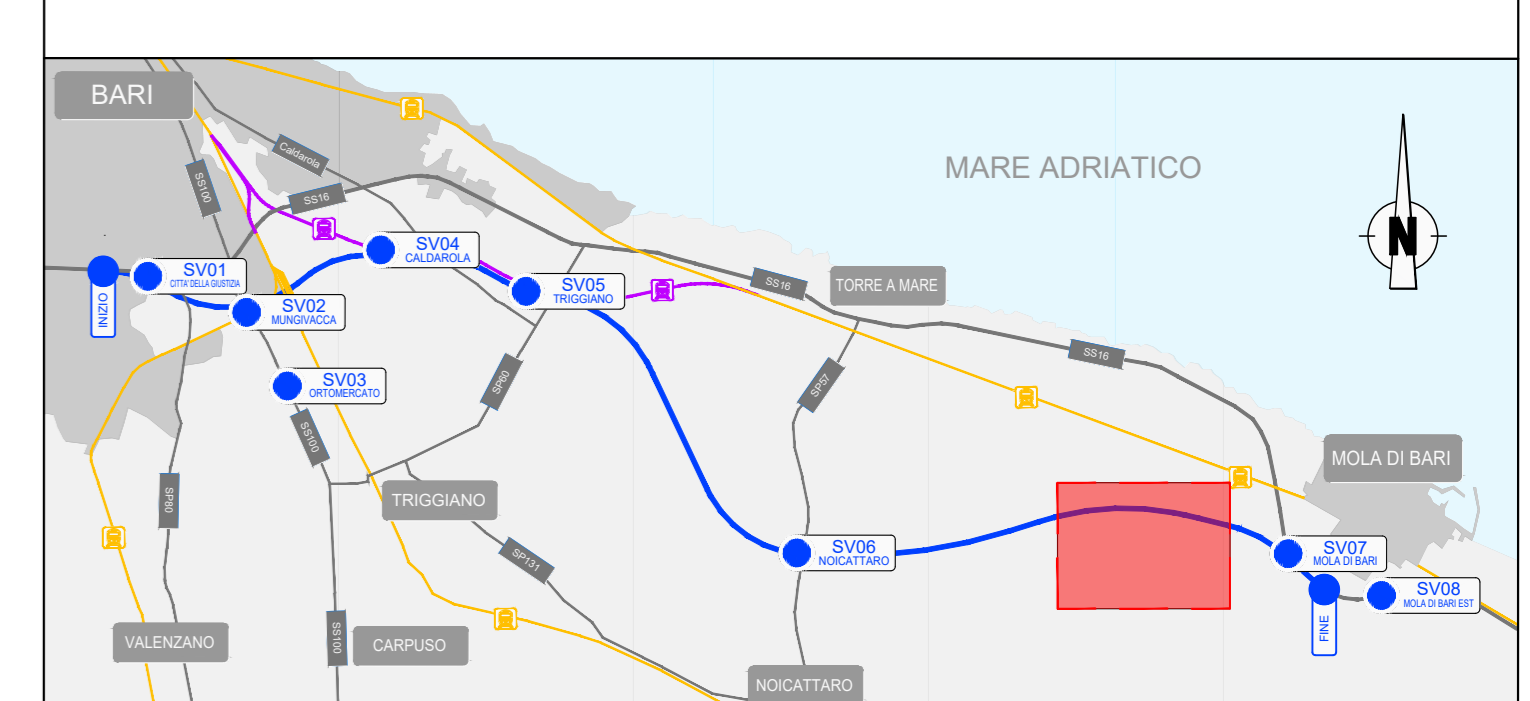 BARI
MARE ADRIATICO
N
Caldarola
SS100
SS16
SV04
CALDAROLA
SV01
CITTA' DELLA GIUSTIZIA
SV05
TRIGGIANO
SS16
TORRE A MARE
INIZIO
SV02
MUNGIVACCA
SS16
SV03
ORTOMERCATO
SP60
SP57
SS100
MOLA DI BARI
SP80
TRIGGIANO
SP131
SV06
NOICATTARO
SV07
MOLA DI BARI
SV08
MOLA DI BARI EST
FINE
VALENZANO
SS100
CARPUSO
NOICATTARO